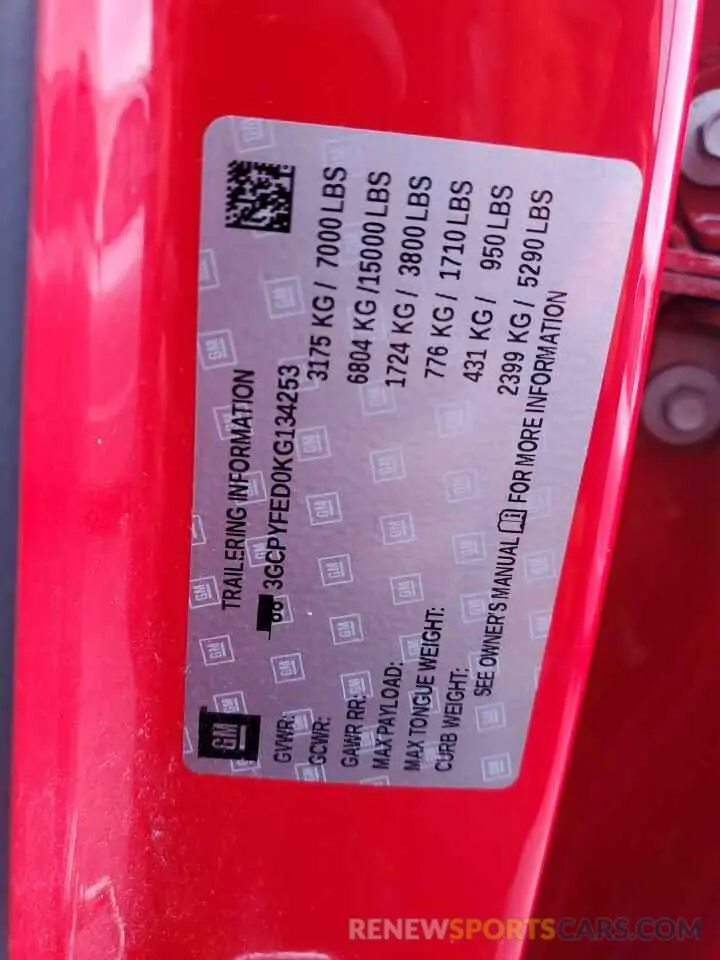 GM
TRAILERING INFORMATION
3GCPYFED0KG134253
GVWR: 3175 KG / 7000 LBS
GCWR: 6804 KG /15000 LBS
GAWR RR: 1724 KG / 3800 LBS
MAX PAYLOAD: 776 KG / 1710 LBS
MAX TONGUE WEIGHT: 431 KG / 950 LBS
CURB WEIGHT: 2399 KG / 5290 LBS
SEE OWNER'S MANUAL FOR MORE INFORMATION
RENEWSPORTSCARS.COM